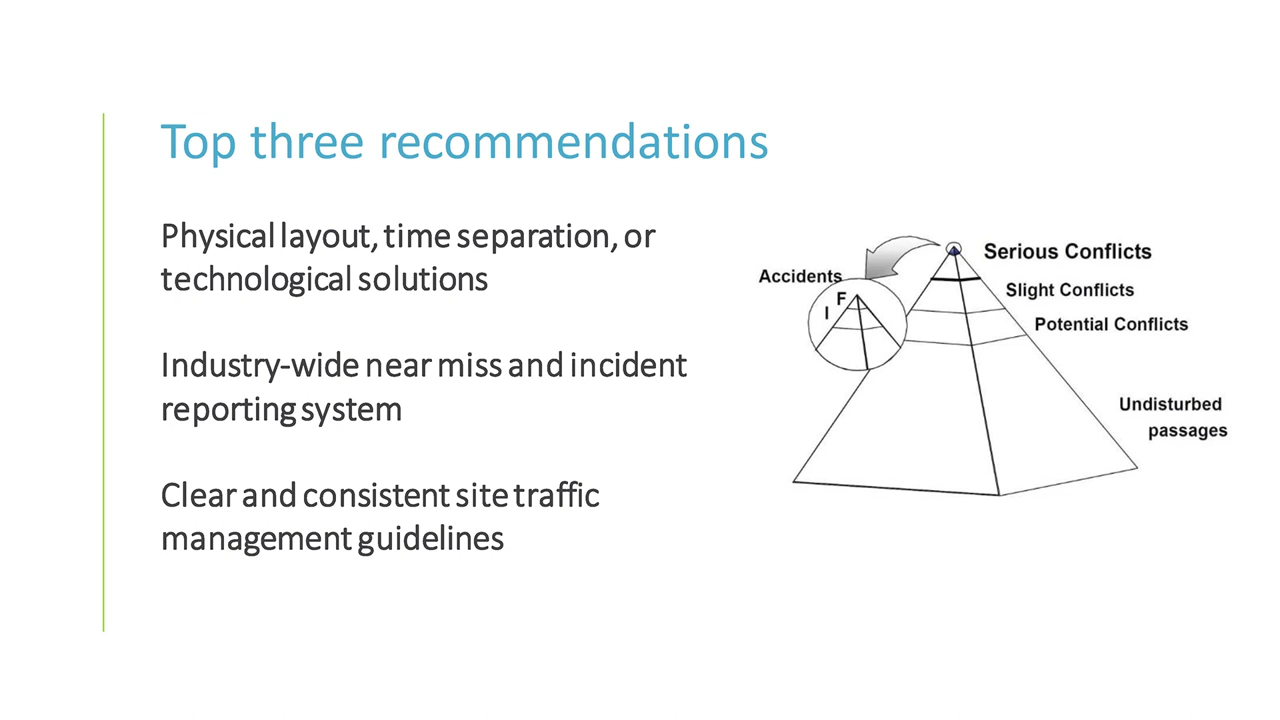 Top three recommendations
Physical layout, time separation, or
technological solutions
Industry-wide near miss and incident
reporting system
Clear and consistent site traffic
management guidelines
Accidents
F
I
Serious Conflicts
Slight Conflicts
Potential Conflicts
Undisturbed
passages